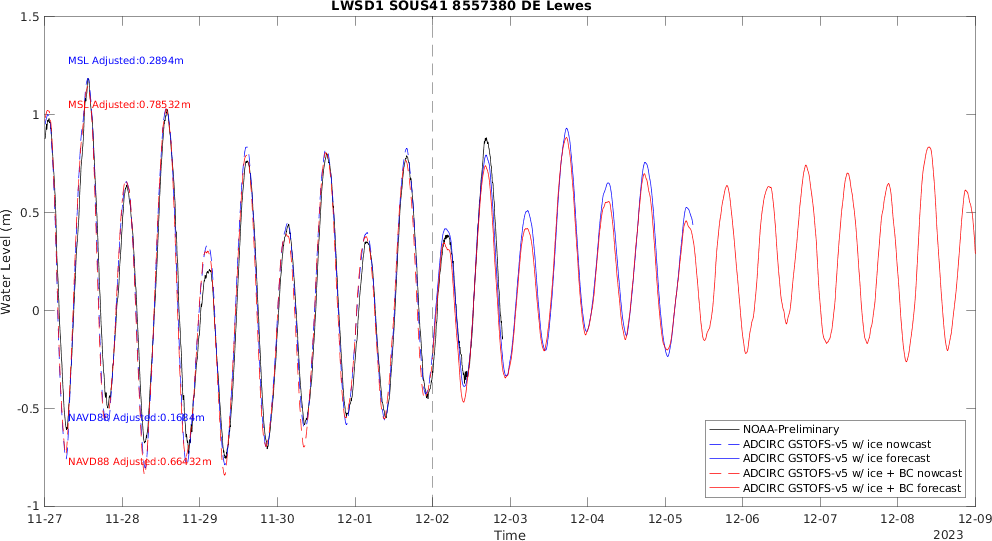 LWSD1 SOUS41 8557380 DE Lewes
1.5
1
0.5
0
-0.5
-1
Water Level (m)
MSL Adjusted:0.2894m
MSL Adjusted:0.78532m
NAVD88 Adjusted:0.1684m
NAVD88 Adjusted:0.66432m
NOAA-Preliminary
ADCIRC GSTOFS-v5 w/ ice nowcast
ADCIRC GSTOFS-v5 w/ ice forecast
ADCIRC GSTOFS-v5 w/ ice + BC nowcast
ADCIRC GSTOFS-v5 w/ ice + BC forecast
11-27 11-28 11-29 11-30 12-01 12-02 12-03 12-04 12-05 12-06 12-07 12-08 12-09
Time
2023